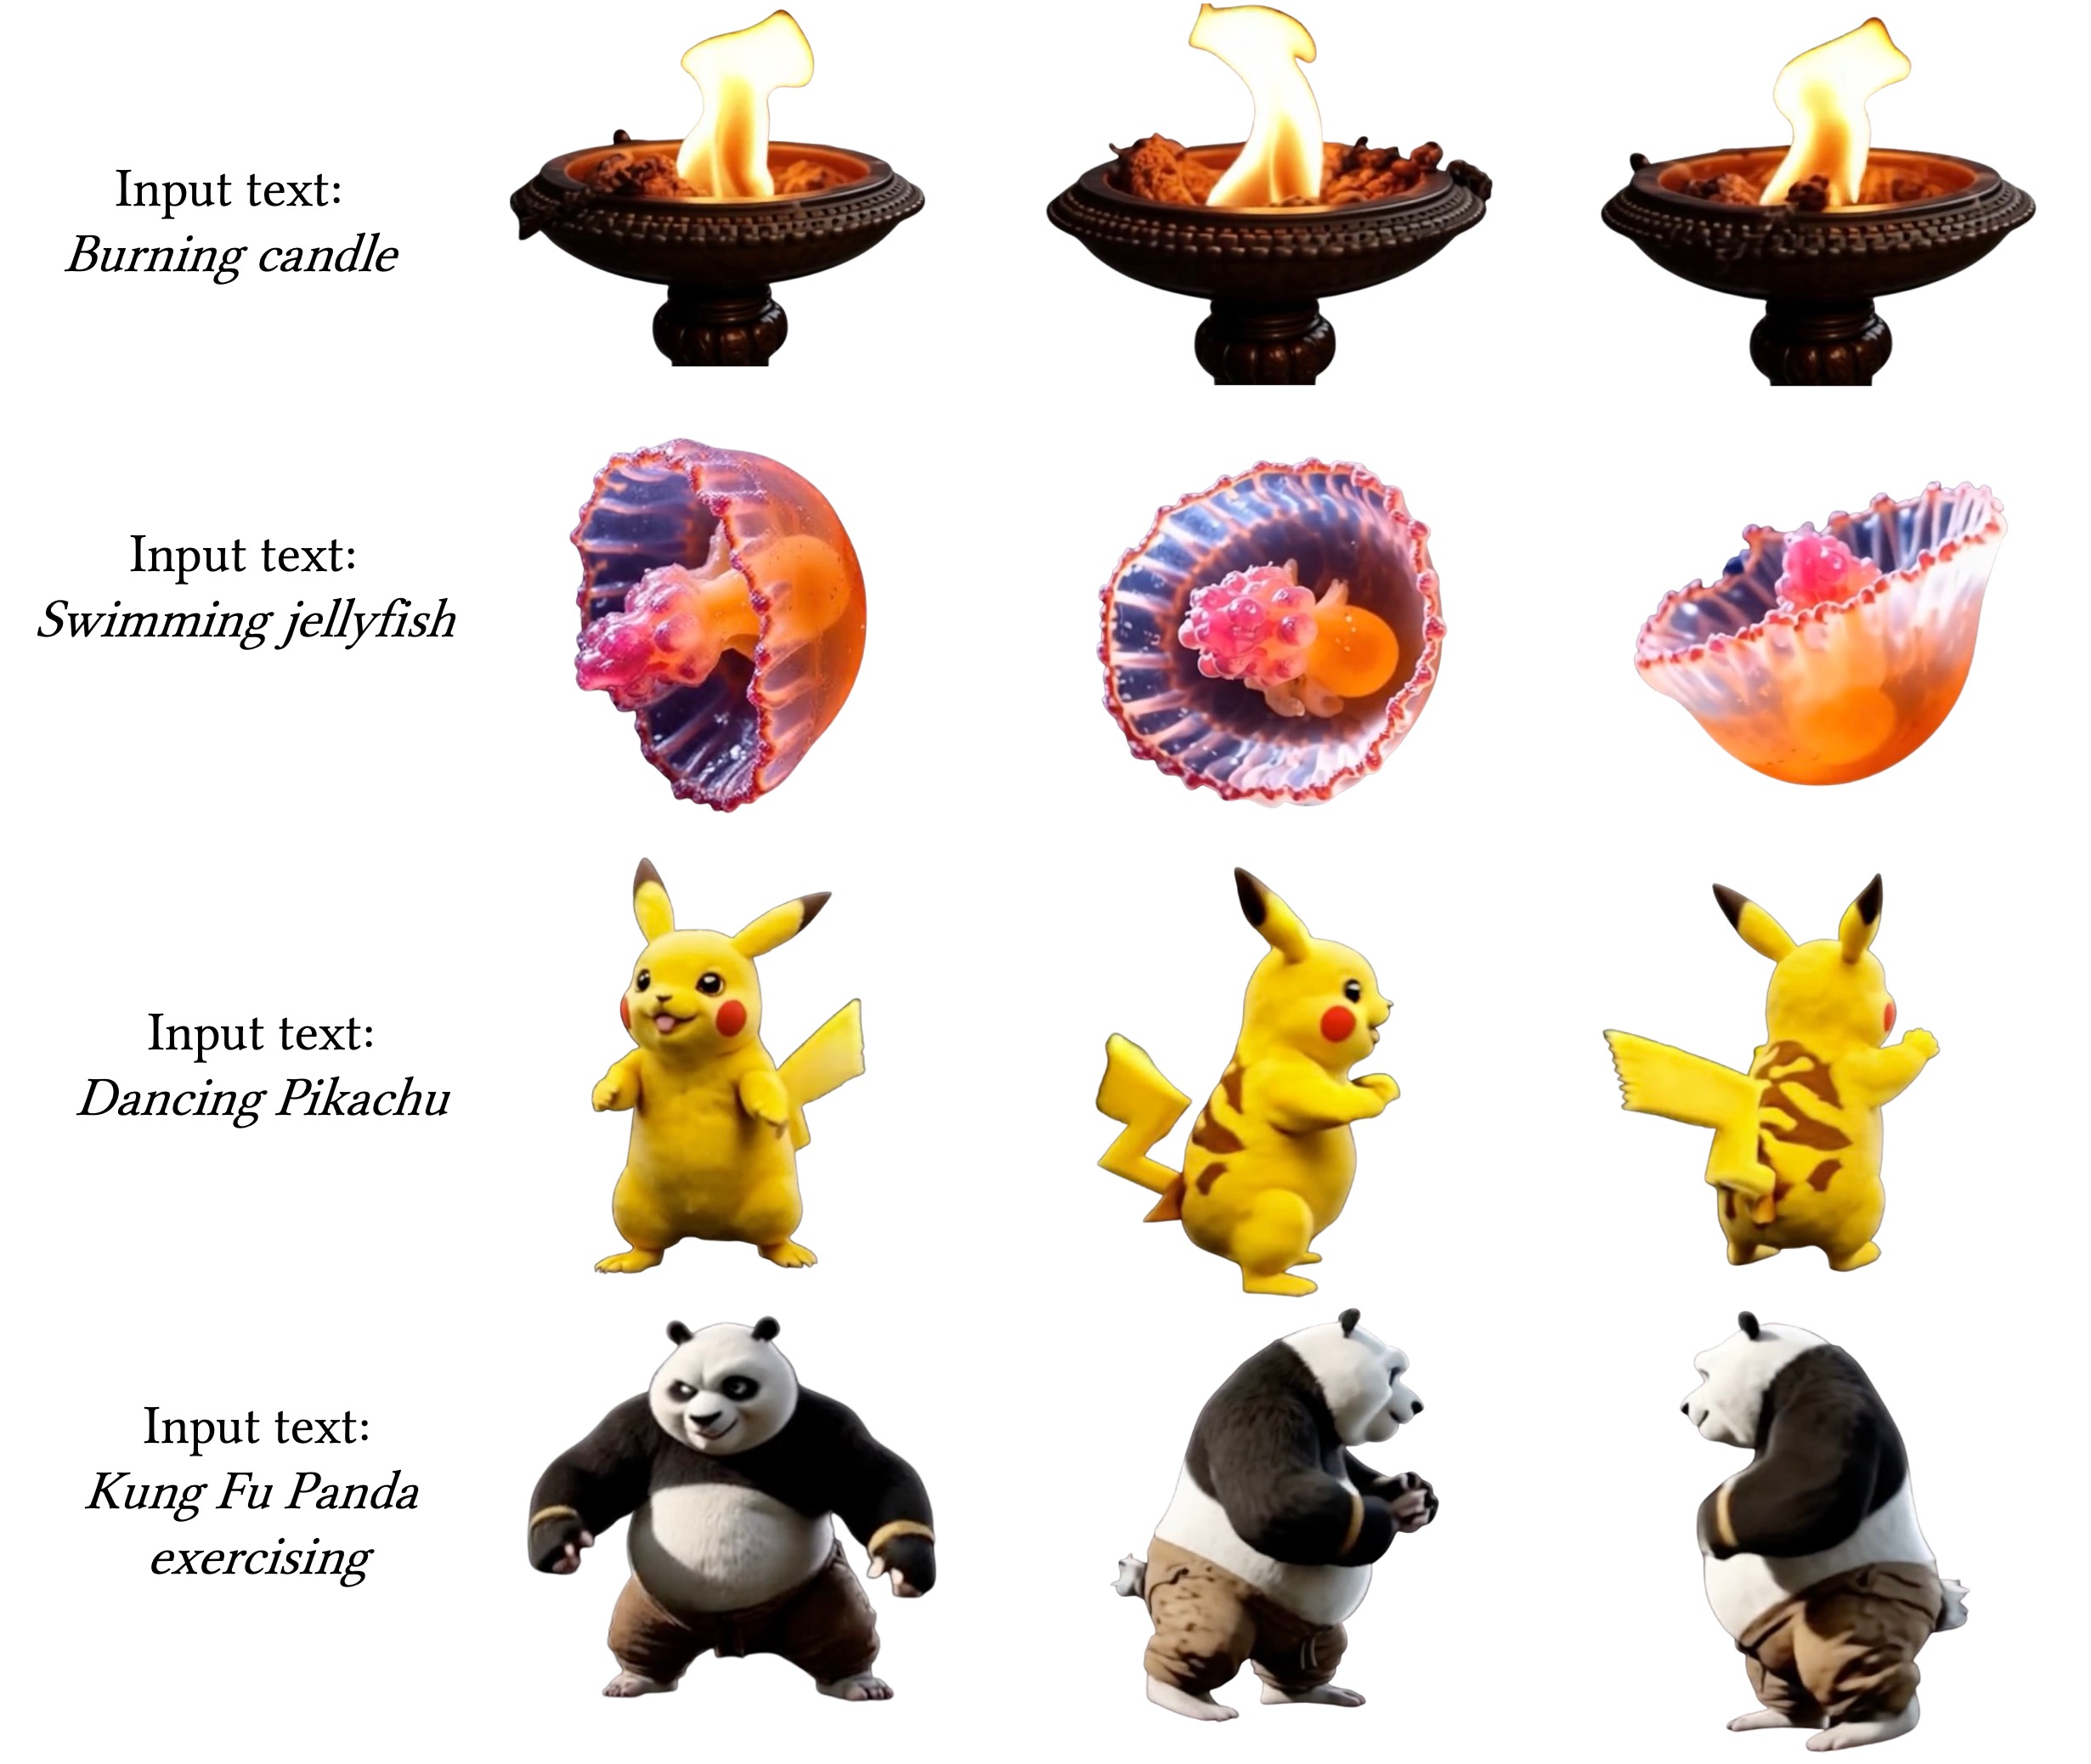 Input text:
Burning candle
Input text:
Swimming jellyfish
Input text:
Dancing Pikachu
Input text:
Kung Fu Panda
exercising